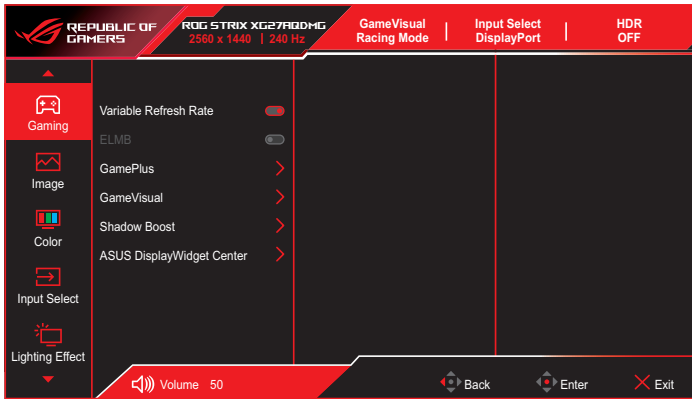 REPUBLIC OF
GAMERS
ROG STRIX XG27AQDMG
2560 x 1440 | 240 Hz
GameVisual
Racing Mode
Input Select
DisplayPort
HDR
OFF
Gaming
Image
Color
Input Select
Lighting Effect
Variable Refresh Rate
ELMB
GamePlus
GameVisual
Shadow Boost
ASUS DisplayWidget Center
Volume 50
Back
Enter
Exit